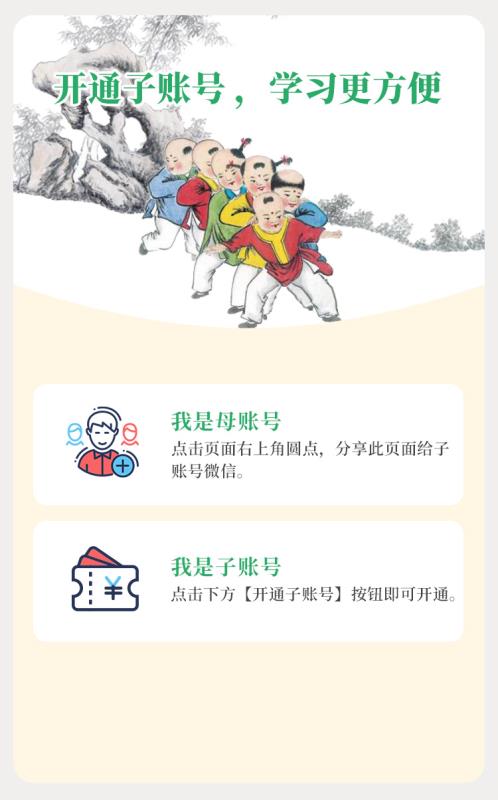 开通子账号，学习更方便
我是母账号
点击页面右上角圆点，分享此页面给子
账号微信。
我是子账号
点击下方【开通子账号】按钮即可开通。